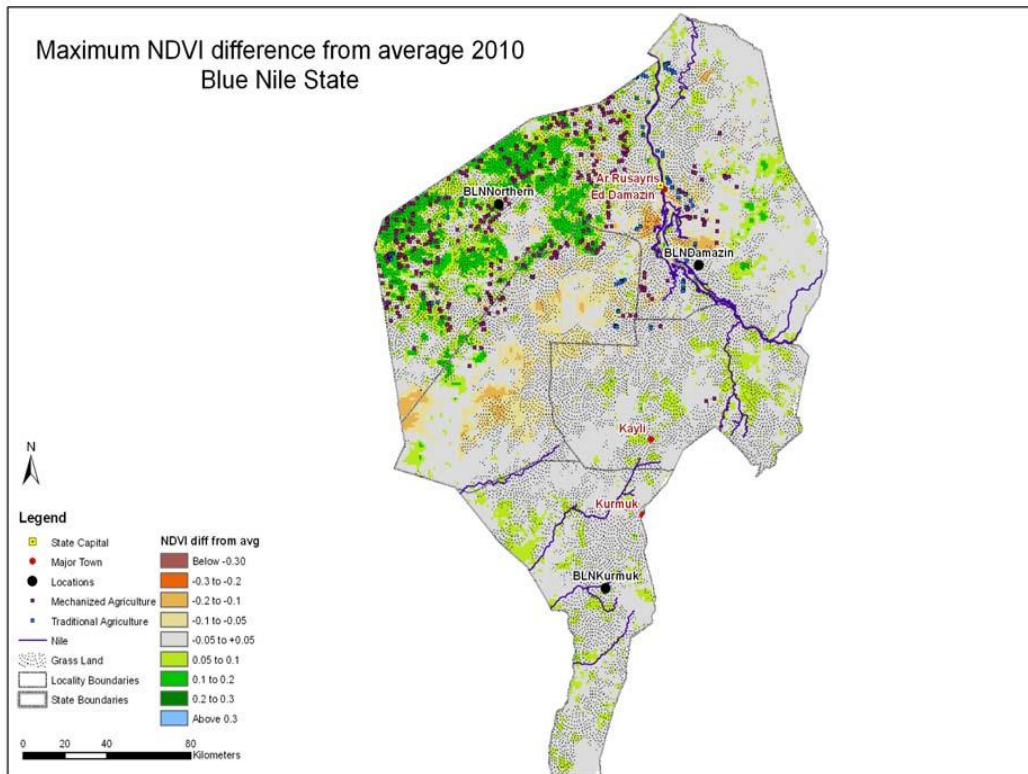 Maximum NDVI difference from average 2010
Blue Nile State
Ar Rusayris
Ed Damazin
BLNNorthern
BLNDamazin
Kayli
Kurmuk
BLNKurmuk
N
Legend
State Capital
Major Town
Locations
Mechanized Agriculture
Traditional Agriculture
Nile
Grass Land
Locality Boundaries
State Boundaries
NDVI diff from avg
Below -0.30
-0.3 to -0.2
-0.2 to -0.1
-0.1 to -0.05
-0.05 to +0.05
0.05 to 0.1
0.1 to 0.2
0.2 to 0.3
Above 0.3
0 20 40 80
Kilometers